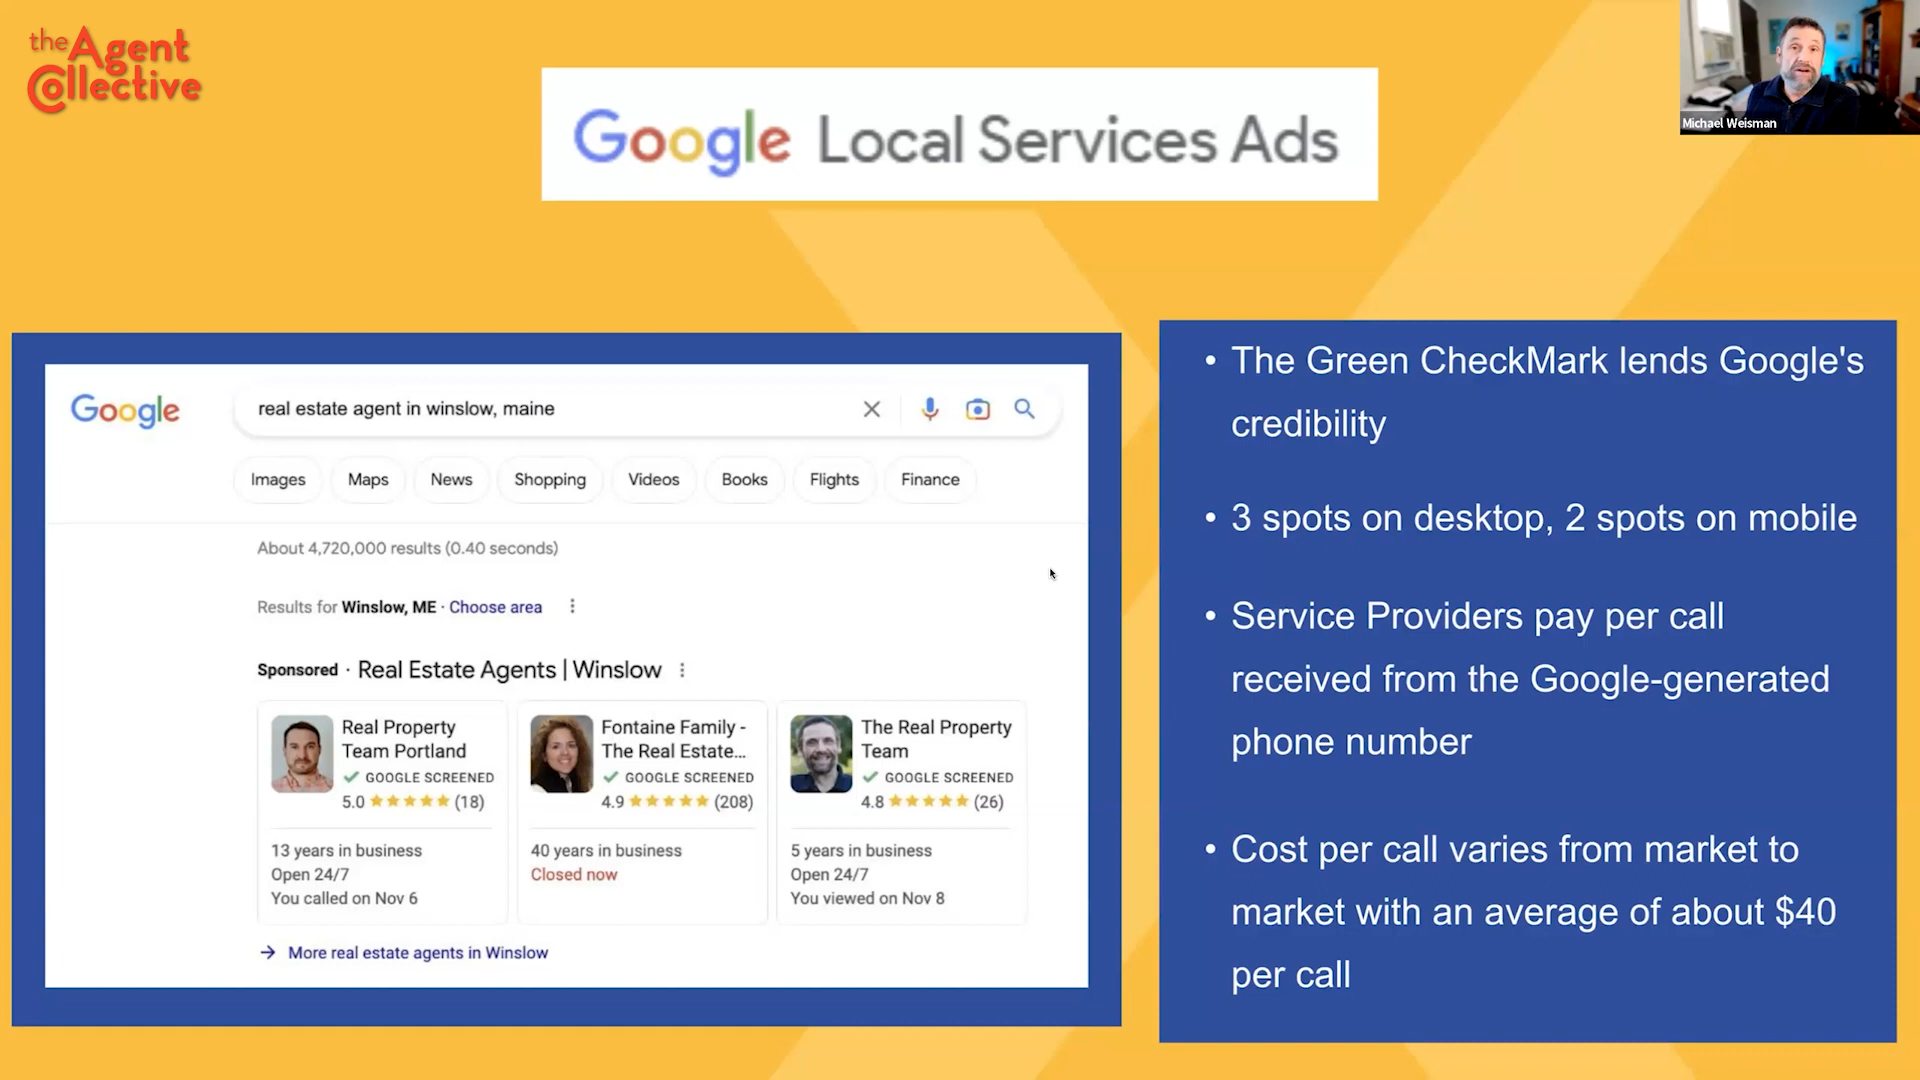 the Agent
Collective
Google Local Services Ads
Michael Weisman
Google
real estate agent in winslow, maine
Images Maps News Shopping Videos Books Flights Finance
About 4,720,000 results (0.40 seconds)
Results for Winslow, ME · Choose area
Sponsored · Real Estate Agents | Winslow
Real Property
Team Portland
GOOGLE SCREENED
5.0 (18)
13 years in business
Open 24/7
You called on Nov 6
Fontaine Family -
The Real Estate...
GOOGLE SCREENED
4.9 (208)
40 years in business
Closed now
The Real Property
Team
GOOGLE SCREENED
4.8 (26)
5 years in business
Open 24/7
You viewed on Nov 8
More real estate agents in Winslow
• The Green CheckMark lends Google's
credibility
• 3 spots on desktop, 2 spots on mobile
• Service Providers pay per call
received from the Google-generated
phone number
• Cost per call varies from market to
market with an average of about $40
per call